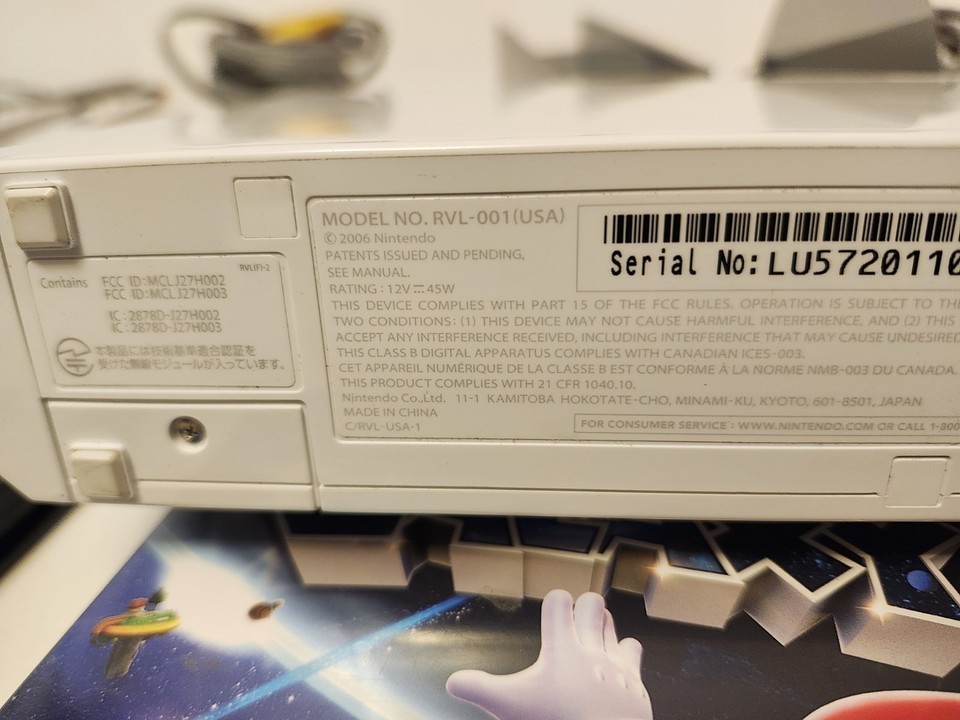 MODEL NO. RVL-001(USA)
© 2006 Nintendo
PATENTS ISSUED AND PENDING,
SEE MANUAL.
RATING : 12V⎓45W
Serial No:LU5720110
THIS DEVICE COMPLIES WITH PART 15 OF THE FCC RULES. OPERATION IS SUBJECT TO THE
TWO CONDITIONS: (1) THIS DEVICE MAY NOT CAUSE HARMFUL INTERFERENCE, AND (2) THIS
ACCEPT ANY INTERFERENCE RECEIVED, INCLUDING INTERFERENCE THAT MAY CAUSE UNDESIRED
THIS CLASS B DIGITAL APPARATUS COMPLIES WITH CANADIAN ICES-003.
CET APPAREIL NUMÉRIQUE DE LA CLASSE B EST CONFORME À LA NORME NMB-003 DU CANADA.
THIS PRODUCT COMPLIES WITH 21 CFR 1040.10.
Nintendo Co.,Ltd. 11-1 KAMITOBA HOKOTATE-CHO, MINAMI-KU, KYOTO, 601-8501, JAPAN
MADE IN CHINA
C/RVL-USA-1
FOR CONSUMER SERVICE: WWW.NINTENDO.COM OR CALL 1-800
RVLIFJ-2
Contains FCC ID:MCLJ27H002
FCC ID:MCLJ27H003
IC : 2878D-J27H002
IC : 2878D-J27H003
本製品には技術基準適合認証を
受けた無線モジュールが入っています。